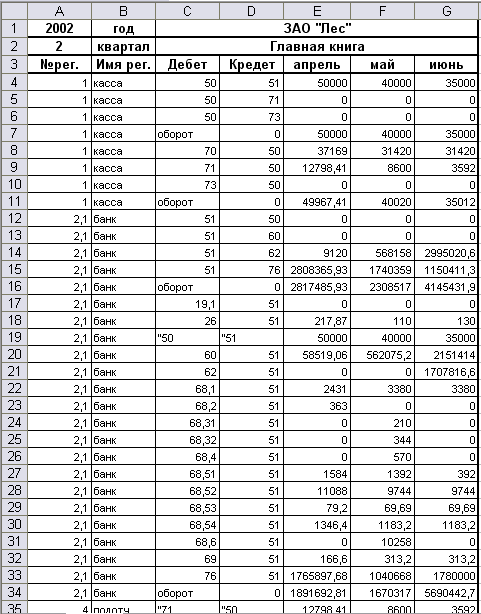 A B C D E F G
1 2002 год ЗАО "Лес"
2 2 квартал Главная книга
3 №рег. Имя рег. Дебет Кредет апрель май июнь
4 1 касса 50 51 50000 40000 35000
5 1 касса 50 71 0 0 0
6 1 касса 50 73 0 0 0
7 1 касса оборот 0 50000 40000 35000
8 1 касса 70 50 37169 31420 31420
9 1 касса 71 50 12798,41 8600 3592
10 1 касса 73 50 0 0 0
11 1 касса оборот 0 49967,41 40020 35012
12 2,1 банк 51 50 0 0 0
13 2,1 банк 51 60 0 0 0
14 2,1 банк 51 62 9120 568158 2995020,6
15 2,1 банк 51 76 2808365,93 1740359 1150411,3
16 2,1 банк оборот 0 2817485,93 2308517 4145431,9
17 2,1 банк 19,1 51 0 0 0
18 2,1 банк 26 51 217,87 110 130
19 2,1 банк "50 "51 50000 40000 35000
20 2,1 банк 60 51 58519,06 562075,2 2151414
21 2,1 банк 62 51 0 0 1707816,6
22 2,1 банк 68,1 51 2431 3380 3380
23 2,1 банк 68,2 51 363 0 0
24 2,1 банк 68,31 51 0 210 0
25 2,1 банк 68,32 51 0 344 0
26 2,1 банк 68,4 51 0 570 0
27 2,1 банк 68,51 51 1584 1392 392
28 2,1 банк 68,52 51 11088 9744 9744
29 2,1 банк 68,53 51 79,2 69,69 69,69
30 2,1 банк 68,54 51 1346,4 1183,2 1183,2
31 2,1 банк 68,6 51 0 10258 0
32 2,1 банк 69 51 166,6 313,2 313,2
33 2,1 банк 76 51 1765897,68 1040668 1780000
34 2,1 банк оборот 0 1891692,81 1670317 5690442,7
35 4 подотч "71 "50 12798,41 8600 3592